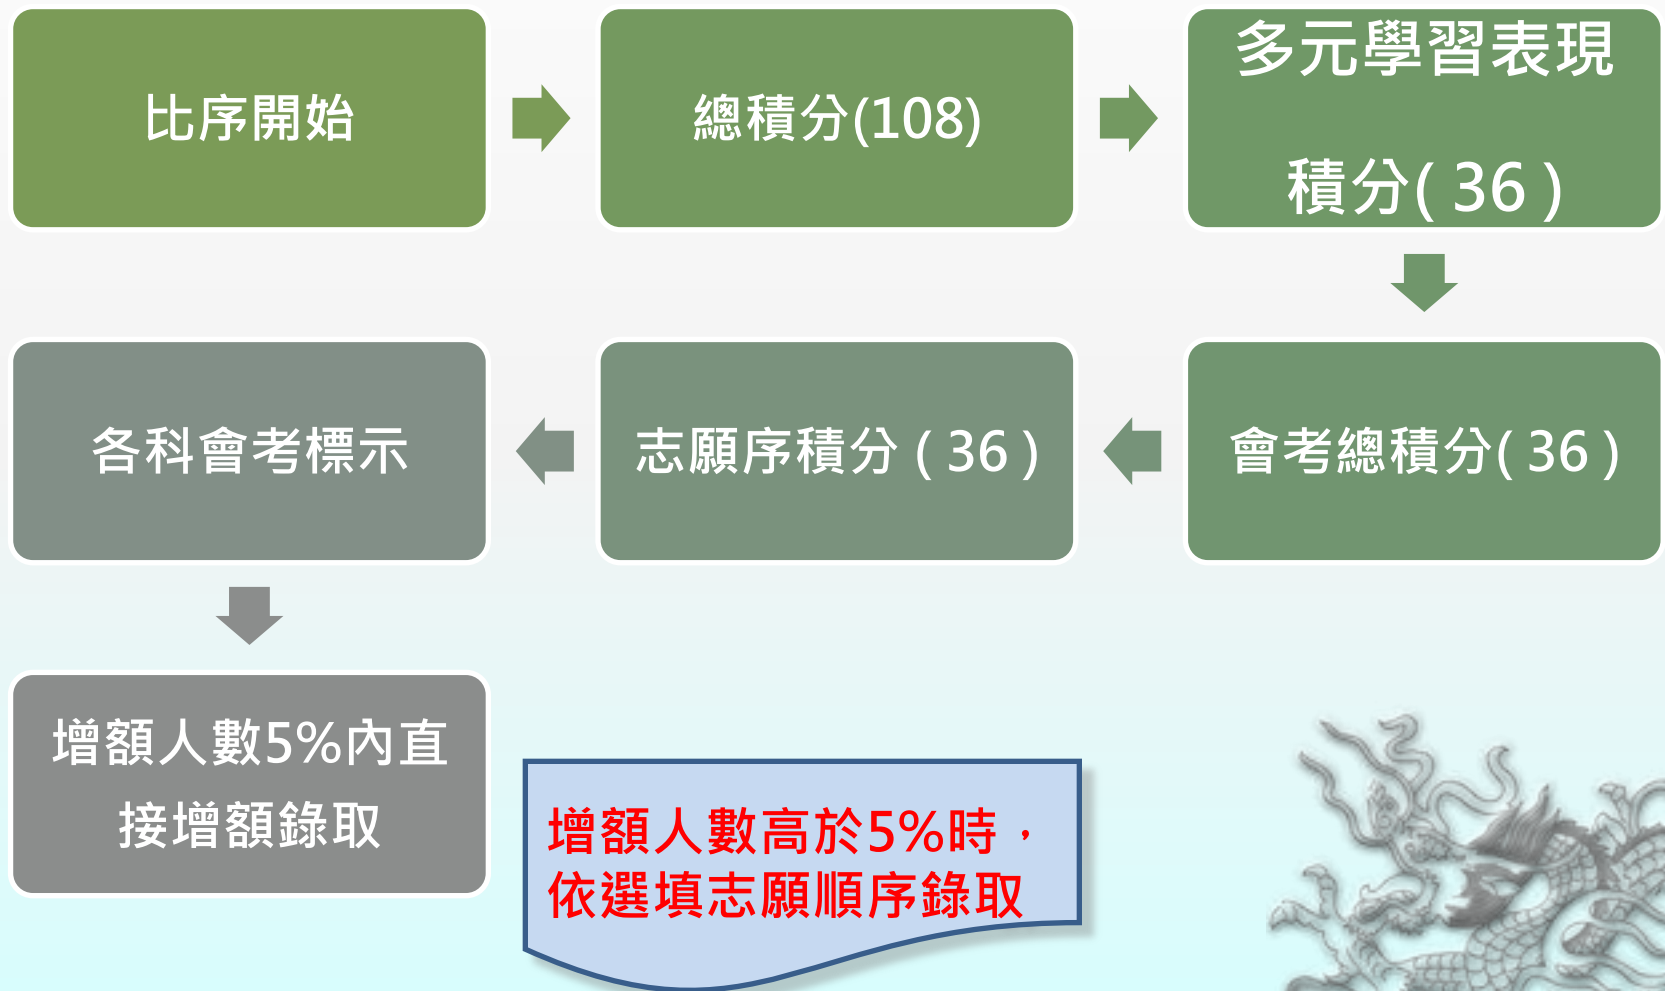 比序開始
總積分(108)
多元學習表現
積分( 36 )
會考總積分( 36 )
志願序積分 ( 36 )
各科會考標示
增額人數5%內直
接增額錄取
增額人數高於5%時，
依選填志願順序錄取